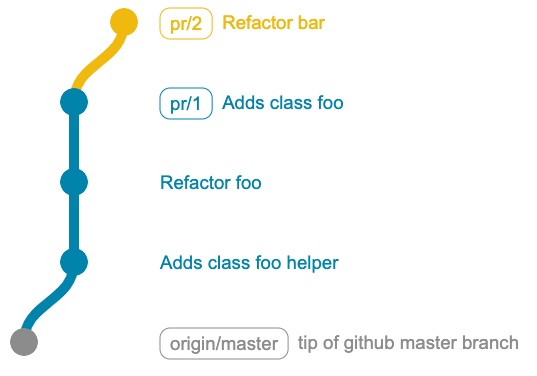 pr/2 Refactor bar
pr/1 Adds class foo
Refactor foo
Adds class foo helper
origin/master tip of github master branch